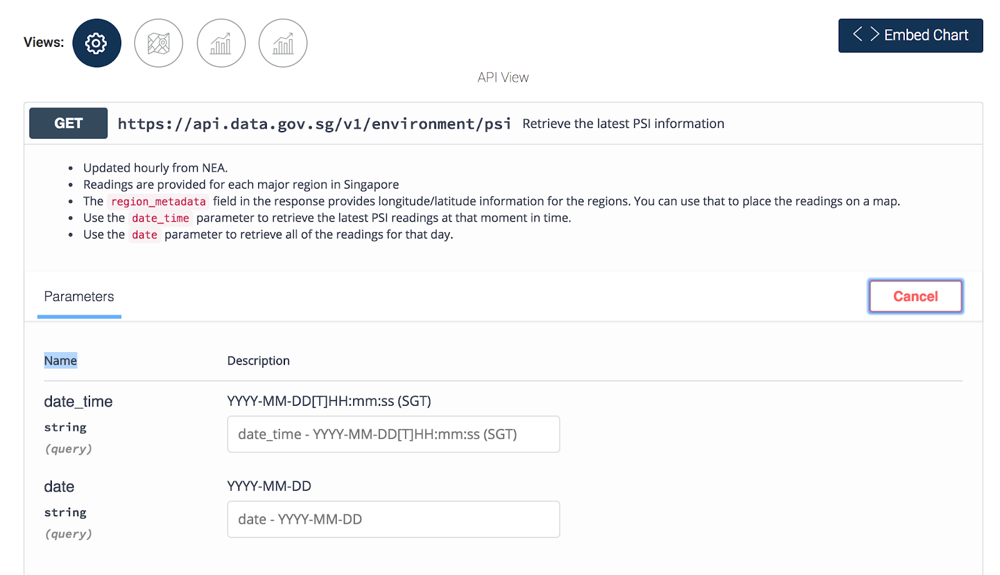 Views:
< > Embed Chart
API View
GET https://api.data.gov.sg/v1/environment/psi Retrieve the latest PSI information
• Updated hourly from NEA.
• Readings are provided for each major region in Singapore
• The region_metadata field in the response provides longitude/latitude information for the regions. You can use that to place the readings on a map.
• Use the date_time parameter to retrieve the latest PSI readings at that moment in time.
• Use the date parameter to retrieve all of the readings for that day.
Parameters Cancel
Name Description
date_time YYYY-MM-DD[T]HH:mm:ss (SGT)
string date_time - YYYY-MM-DD[T]HH:mm:ss (SGT)
(query)
date YYYY-MM-DD
string date - YYYY-MM-DD
(query)